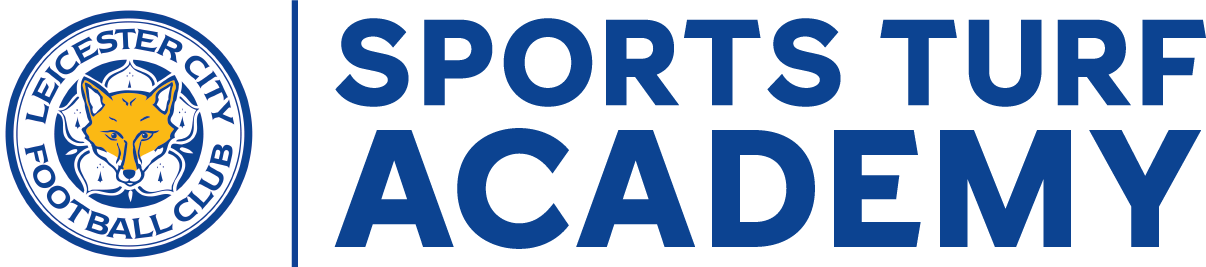 LEICESTER CITY
FOOTBALL CLUB
SPORTS TURF
ACADEMY